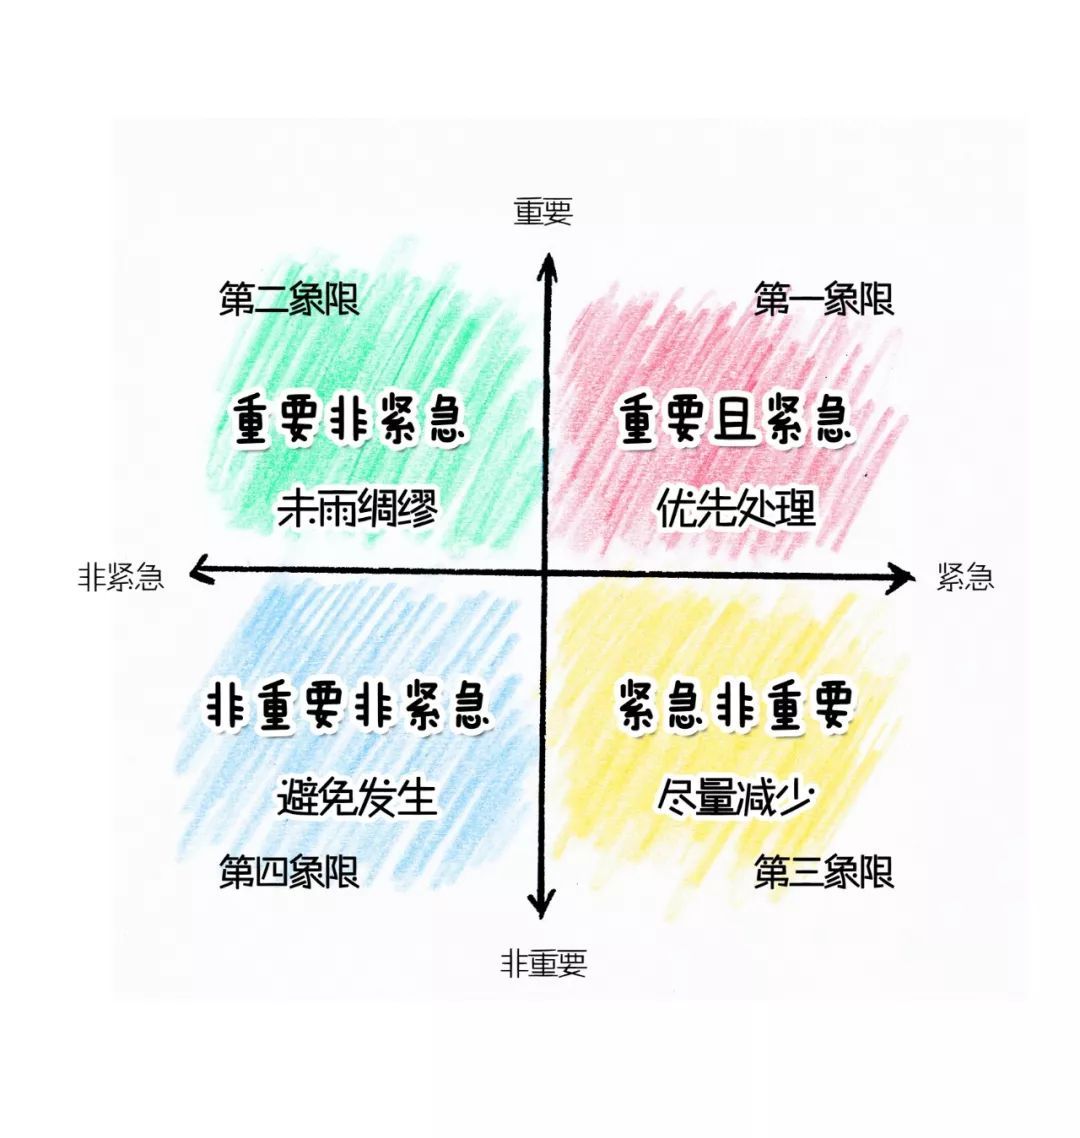 重要
第二象限
第一象限
重要非紧急
重要且紧急
未雨绸缪
优先处理
非紧急
紧急
非重要非紧急
紧急非重要
避免发生
尽量减少
第四象限
第三象限
非重要